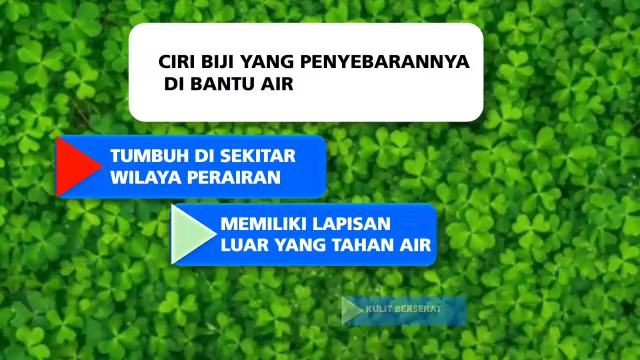 CIRI BIJI YANG PENYEBARANNYA
DI BANTU AIR
TUMBUH DI SEKITAR
WILAYA PERAIRAN
MEMILIKI LAPISAN
LUAR YANG TAHAN AIR
KULIT BERSERAT